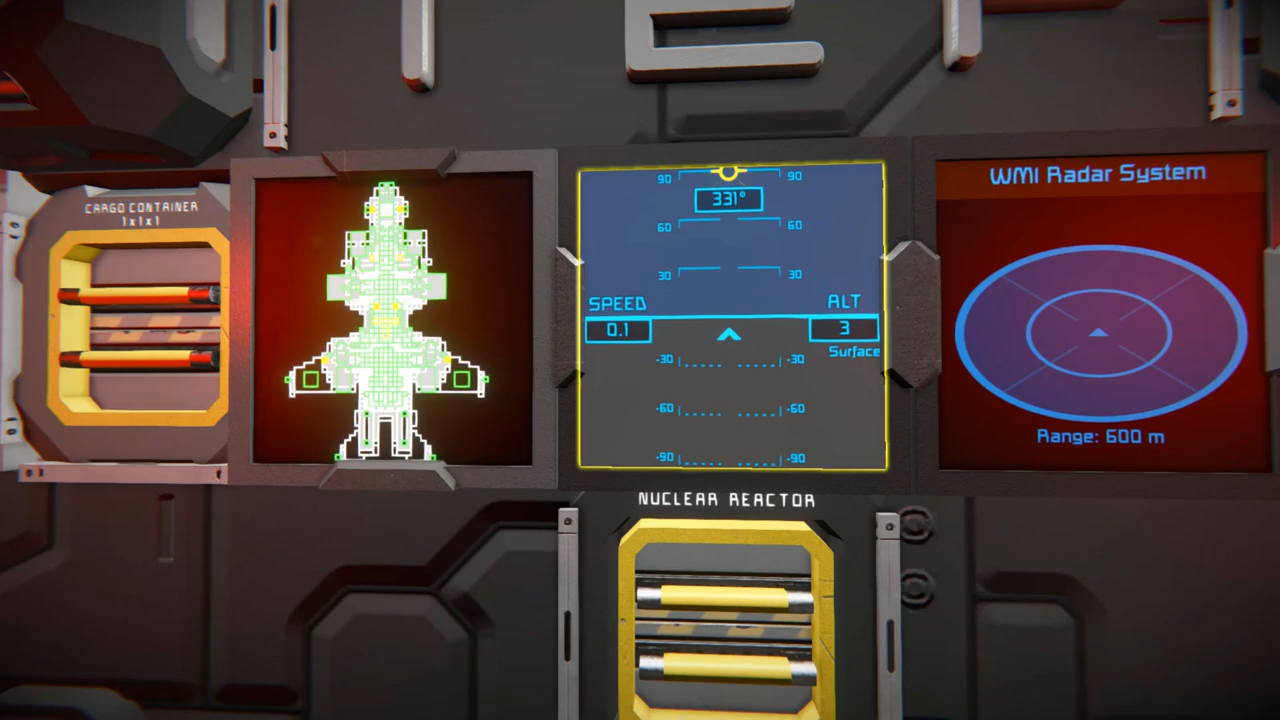 CARGO CONTAINER
1x1x1
90 90
331°
60 60
30 30
SPEED ALT
0.1 3
Surface
-30 -30
-60 -60
-90 -90
WMI Radar System
Range: 600 m
NUCLEAR REACTOR